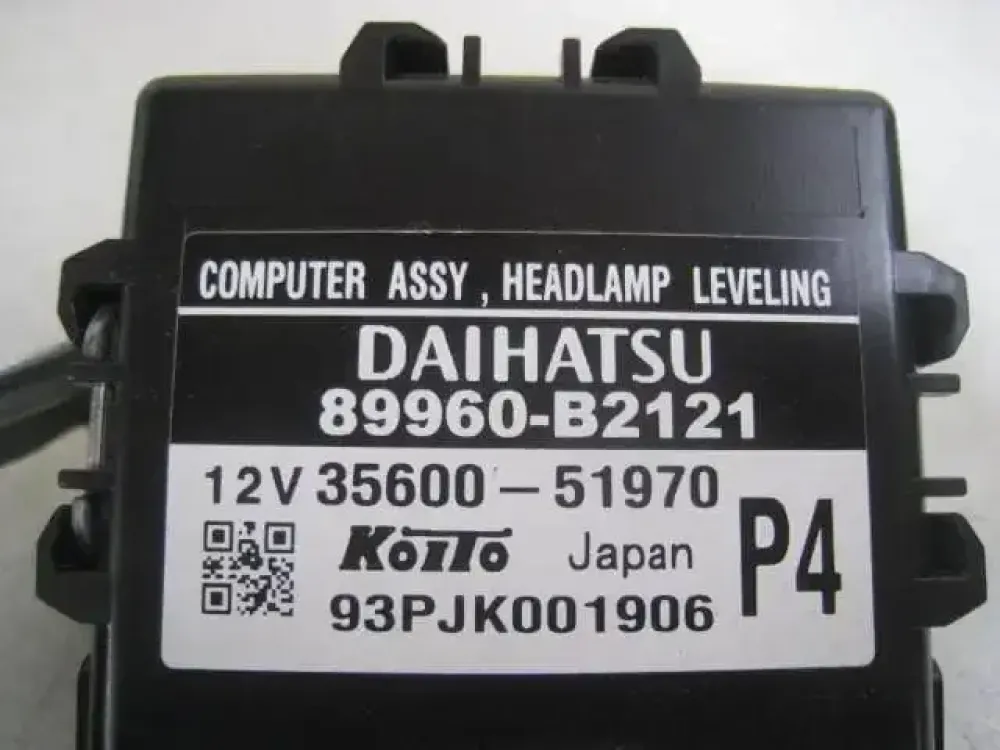 COMPUTER ASSY, HEADLAMP LEVELING
DAIHATSU
89960-B2121
12V 35600-51970
KOITO Japan P4
93PJK001906